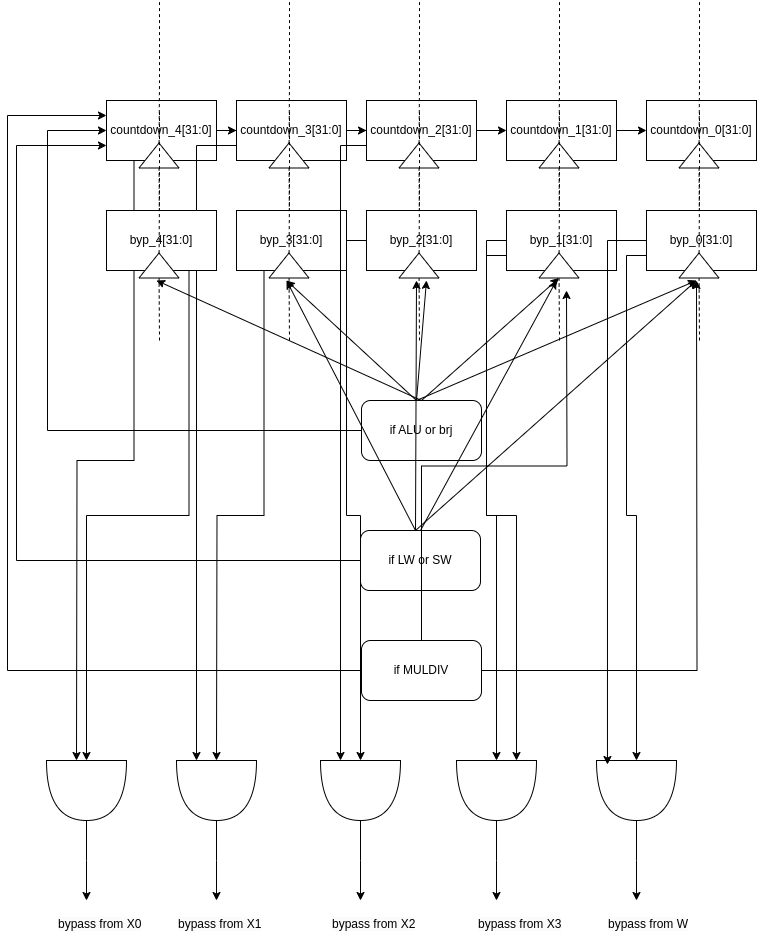 countdown_4[31:0]
countdown_3[31:0]
countdown_2[31:0]
countdown_1[31:0]
countdown_0[31:0]
byp_4[31:0]
byp_3[31:0]
byp_2[31:0]
byp_1[31:0]
byp_0[31:0]
if ALU or brj
if LW or SW
if MULDIV
bypass from X0
bypass from X1
bypass from X2
bypass from X3
bypass from W